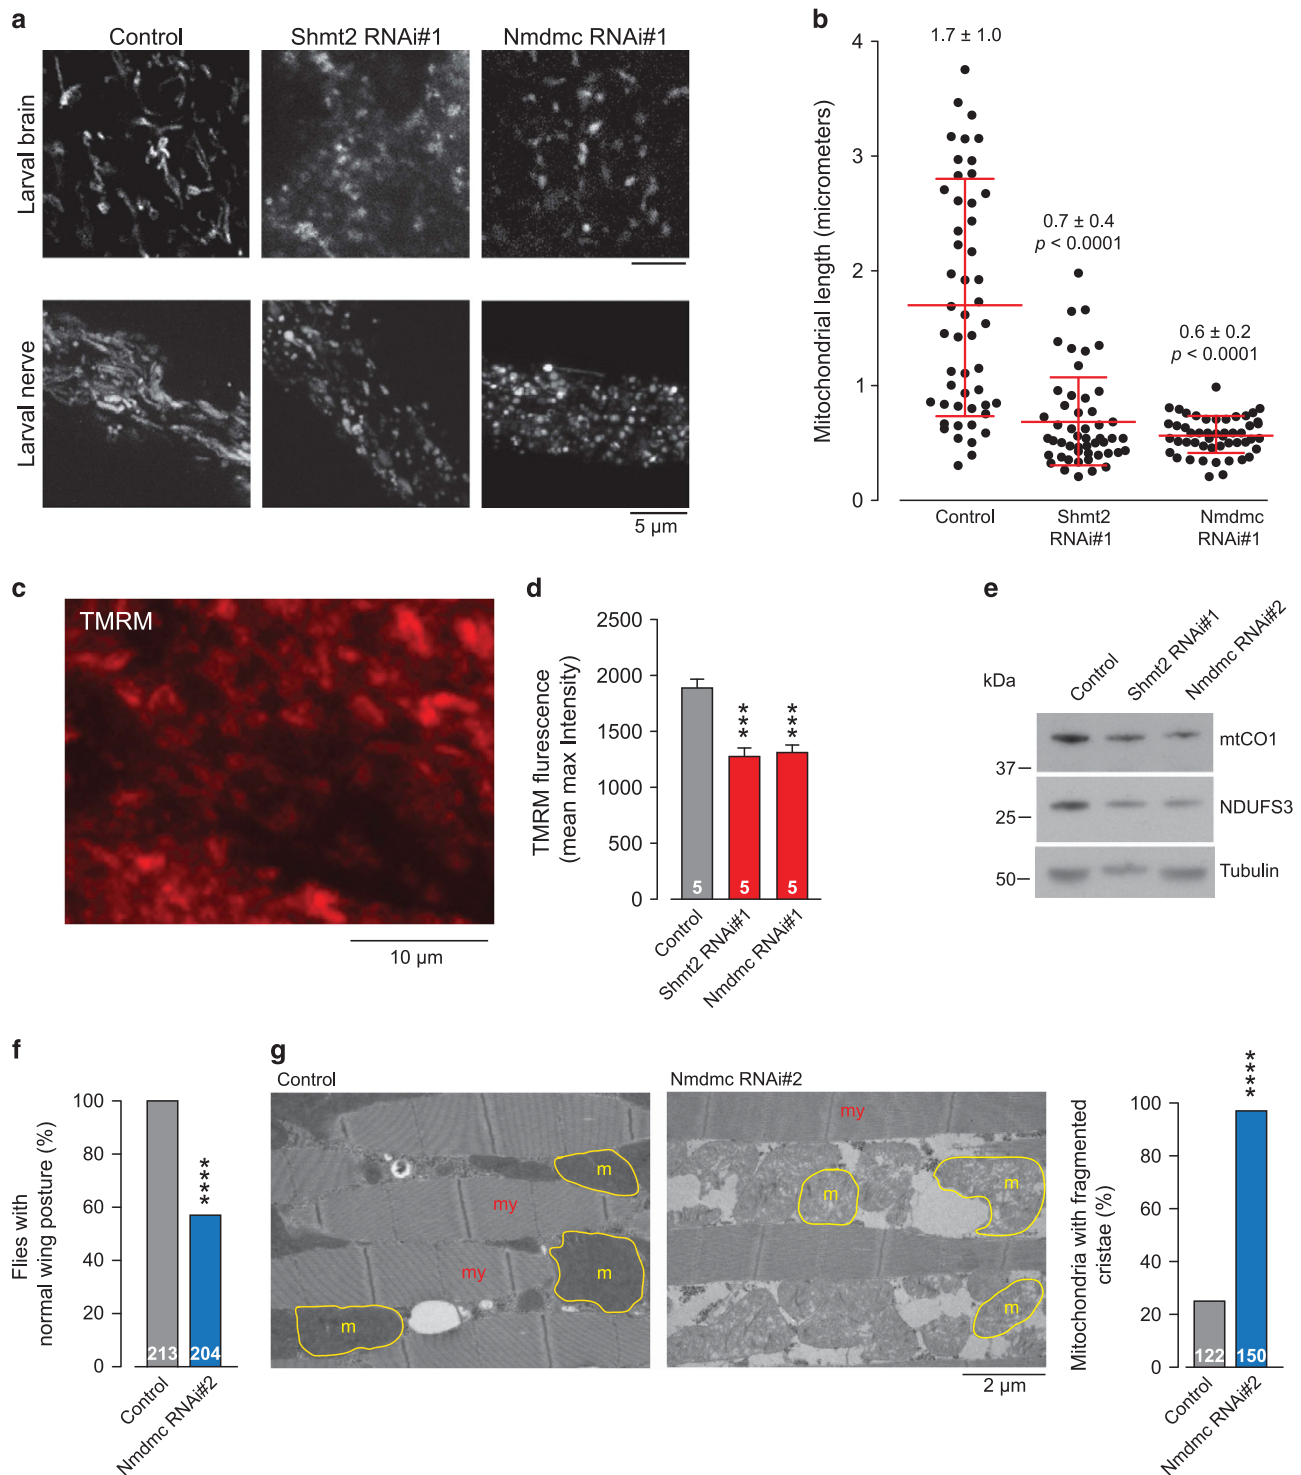 a
Control
Shmt2 RNAi#1
Nmdmc RNAi#1
Larval brain
Larval nerve
5 µm
b
Mitochondrial length (micrometers)
4
3
2
1
0
1.7 ± 1.0
0.7 ± 0.4
p < 0.0001
0.6 ± 0.2
p < 0.0001
Control
Shmt2
RNAi#1
Nmdmc
RNAi#1
c
TMRM
10 µm
d
TMRM flurescence
(mean max Intensity)
2500
2000
1500
1000
500
0
***
***
5
5
5
Control
Shmt2 RNAi#1
Nmdmc RNAi#1
e
kDa
Control
Shmt2 RNAi#1
Nmdmc RNAi#2
37
25
50
mtCO1
NDUFS3
Tubulin
f
Flies with
normal wing posture (%)
100
80
60
40
20
0
****
213
204
Control
Nmdmc RNAi#2
g
Control
m
my
m
my
m
Nmdmc RNAi#2
my
m
m
m
2 µm
Mitochondria with fragmented
cristae (%)
100
80
60
40
20
0
****
122
150
Control
Nmdmc RNAi#2